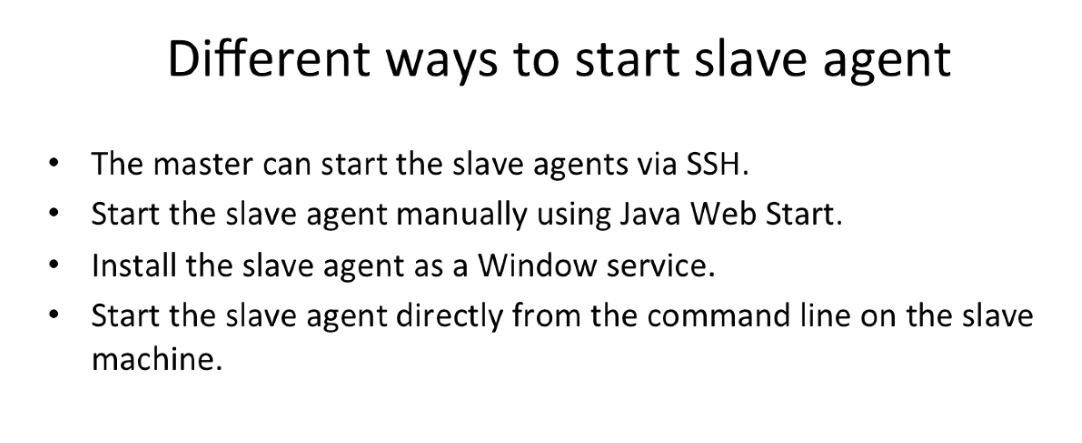 Different ways to start slave agent
• The master can start the slave agents via SSH.
• Start the slave agent manually using Java Web Start.
• Install the slave agent as a Window service.
• Start the slave agent directly from the command line on the slave
machine.